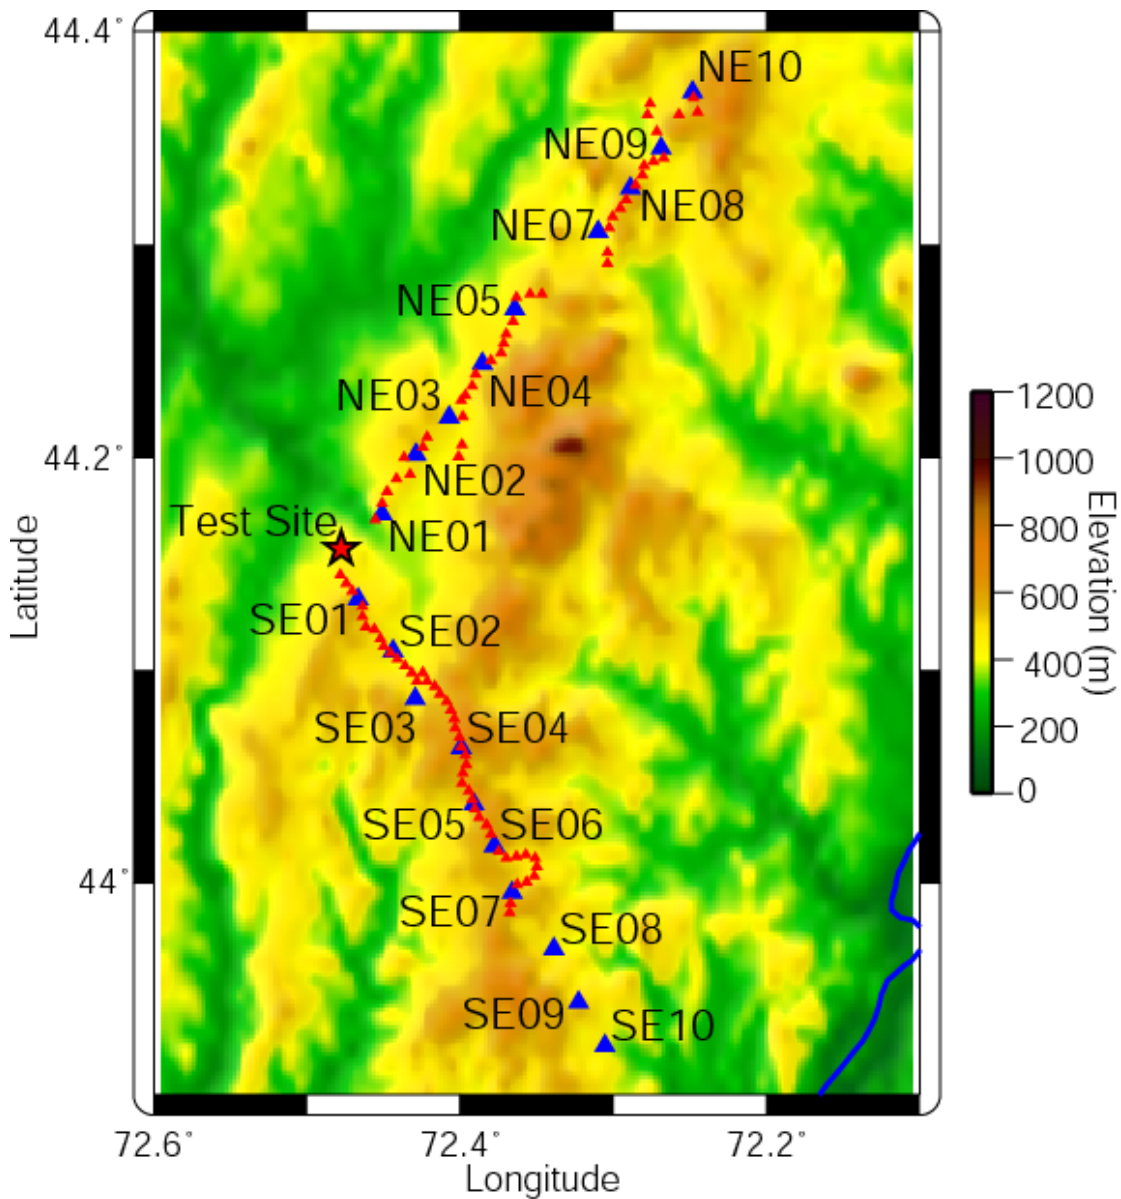 44.4°
NE10
NE09
NE08
NE07
NE05
NE03
NE04
1200
44.2°
1000
NE02
Test Site
NE01
800
Elevation (m)
Latitude
600
SE01
SE02
400
SE03
SE04
200
0
SE05
SE06
44°
SE07
SE08
SE09
SE10
72.6°
72.4°
72.2°
Longitude